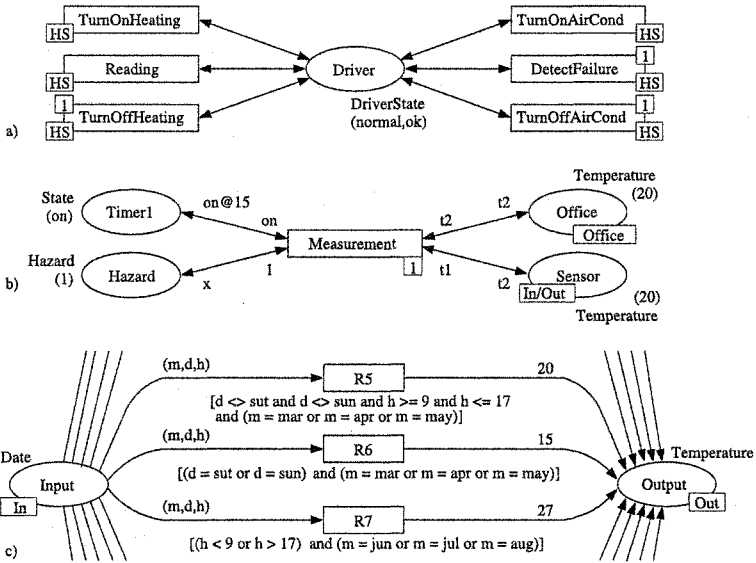 TurnOnHeating
HS
TurnOnAirCond
HS
Reading
HS
Driver
1
DetectFailure
HS
1
TurnOffHeating
HS
DriverState
(normal,ok)
1
TurnOffAirCond
HS
a)
State
(on)
Timer1
on@15
on
Measurement
1
Temperature
(20)
t2
t2
Office
Office
Hazard
(1)
Hazard
x
1
t1
t2
Sensor
In/Out
(20)
Temperature
b)
(m,d,h)
R5
20
[d <> sut and d <> sun and h >= 9 and h <= 17
and (m = mar or m = apr or m = may)]
Date
Input
In
(m,d,h)
R6
15
[(d = sut or d = sun) and (m = mar or m = apr or m = may)]
Temperature
Output
Out
(m,d,h)
R7
27
[(h < 9 or h > 17) and (m = jun or m = jul or m = aug)]
c)